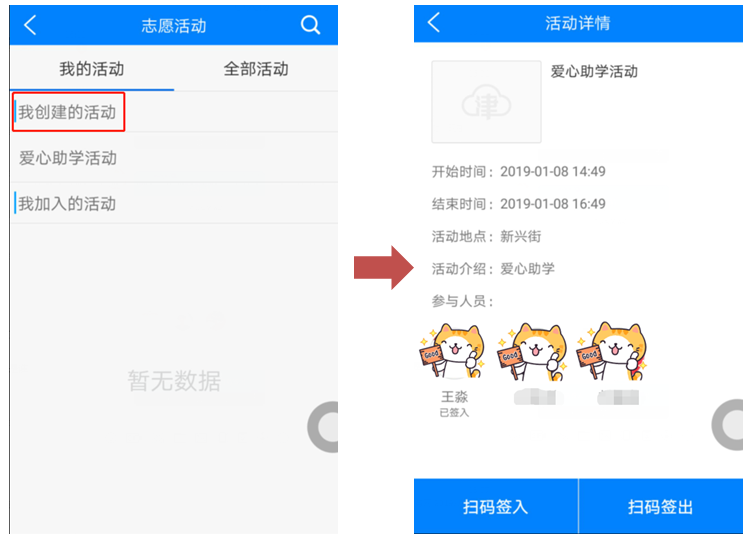 志愿活动
我的活动
全部活动
我创建的活动
爱心助学活动
我加入的活动
暂无数据
活动详情
津
爱心助学活动
开始时间：2019-01-08 14:49
结束时间：2019-01-08 16:49
活动地点：新兴街
活动介绍：爱心助学
参与人员：
Good
Good
Good
王淼
已签入
扫码签入
扫码签出